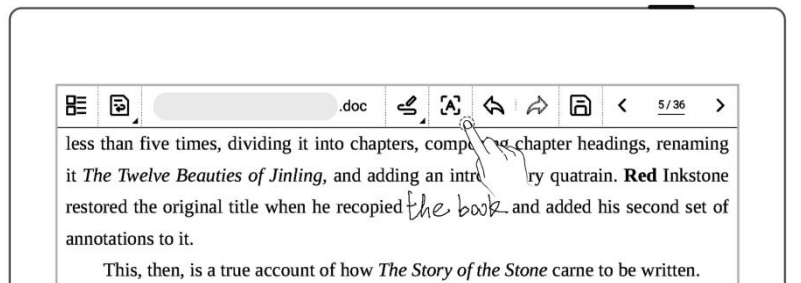 .doc A 5/36
less than five times, dividing it into chapters, chapter headings, renaming
it The Twelve Beauties of Jinling, and adding an quatrain. Red Inkstone
restored the original title when he recopied the book and added his second set of
annotations to it.
This, then, is a true account of how The Story of the Stone carne to be written.